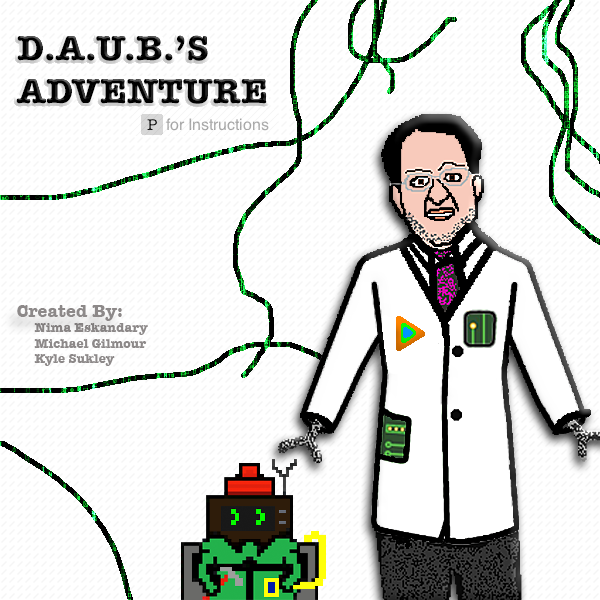 D.A.U.B.'S
ADVENTURE
P for Instructions
Created By:
Nima Eskandary
Michael Gilmour
Kyle Sukley